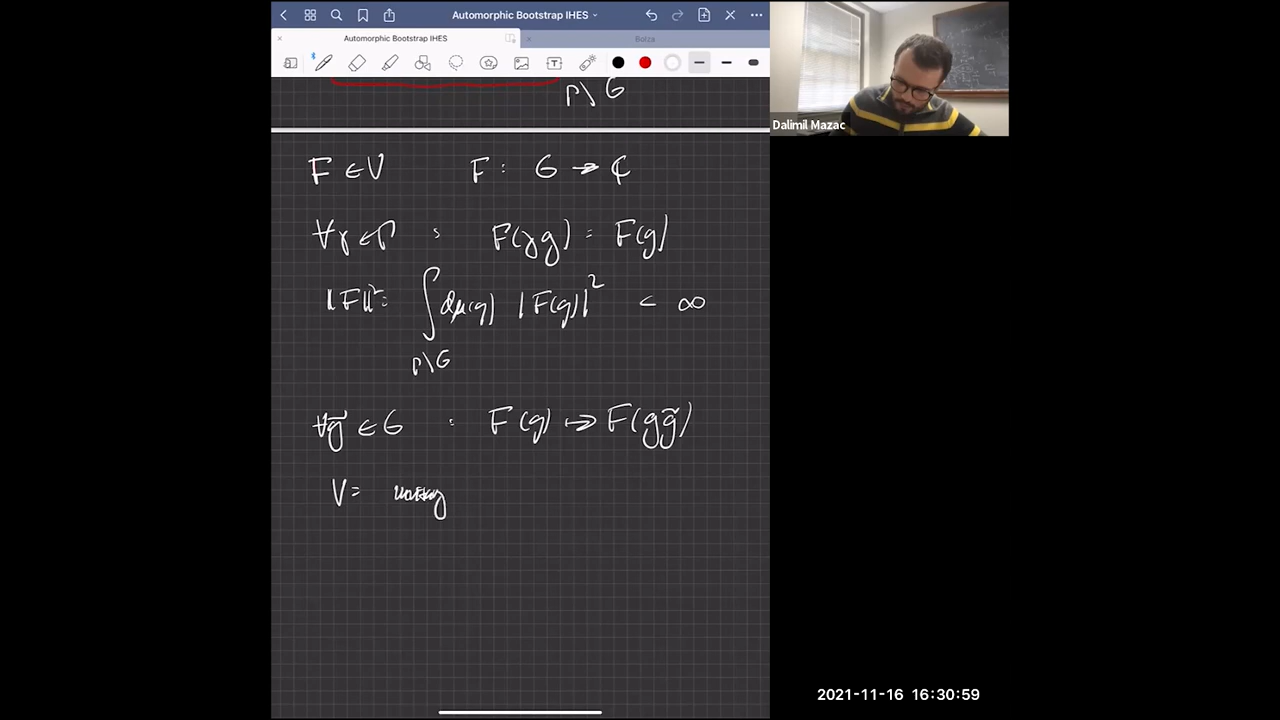 Automorphic Bootstrap IHES
Automorphic Bootstrap IHES
Bolza
Γ\G
F ∈ V F : G → ℂ
∀γ ∈ Γ : F(γg) = F(g)
‖F‖² = ∫ dμ(g) |F(g)|² < ∞
Γ\G
∀g̃ ∈ G : F(g) ↦ F(gg̃)
V =
Dalimil Mazac
2021-11-16 16:30:59